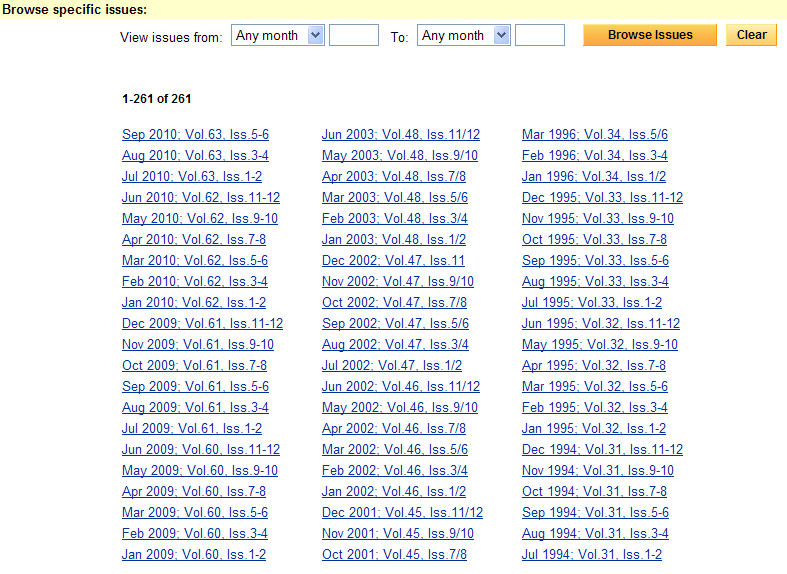 Browse specific issues:
View issues from: Any month To: Any month Browse Issues Clear
1-261 of 261
Sep 2010; Vol.63, Iss.5-6
Aug 2010; Vol.63, Iss.3-4
Jul 2010; Vol.63, Iss.1-2
Jun 2010; Vol.62, Iss.11-12
May 2010; Vol.62, Iss.9-10
Apr 2010; Vol.62, Iss.7-8
Mar 2010; Vol.62, Iss.5-6
Feb 2010; Vol.62, Iss.3-4
Jan 2010; Vol.62, Iss.1-2
Dec 2009; Vol.61, Iss.11-12
Nov 2009; Vol.61, Iss.9-10
Oct 2009; Vol.61, Iss.7-8
Sep 2009; Vol.61, Iss.5-6
Aug 2009; Vol.61, Iss.3-4
Jul 2009; Vol.61, Iss.1-2
Jun 2009; Vol.60, Iss.11-12
May 2009; Vol.60, Iss.9-10
Apr 2009; Vol.60, Iss.7-8
Mar 2009; Vol.60, Iss.5-6
Feb 2009; Vol.60, Iss.3-4
Jan 2009; Vol.60, Iss.1-2
Jun 2003; Vol.48, Iss.11/12
May 2003; Vol.48, Iss.9/10
Apr 2003; Vol.48, Iss.7/8
Mar 2003; Vol.48, Iss.5/6
Feb 2003; Vol.48, Iss.3/4
Jan 2003; Vol.48, Iss.1/2
Dec 2002; Vol.47, Iss.11
Nov 2002; Vol.47, Iss.9/10
Oct 2002; Vol.47, Iss.7/8
Sep 2002; Vol.47, Iss.5/6
Aug 2002; Vol.47, Iss.3/4
Jul 2002; Vol.47, Iss.1/2
Jun 2002; Vol.46, Iss.11/12
May 2002; Vol.46, Iss.9/10
Apr 2002; Vol.46, Iss.7/8
Mar 2002; Vol.46, Iss.5/6
Feb 2002; Vol.46, Iss.3/4
Jan 2002; Vol.46, Iss.1/2
Dec 2001; Vol.45, Iss.11/12
Nov 2001; Vol.45, Iss.9/10
Oct 2001; Vol.45, Iss.7/8
Mar 1996; Vol.34, Iss.5/6
Feb 1996; Vol.34, Iss.3-4
Jan 1996; Vol.34, Iss.1/2
Dec 1995; Vol.33, Iss.11-12
Nov 1995; Vol.33, Iss.9-10
Oct 1995; Vol.33, Iss.7-8
Sep 1995; Vol.33, Iss.5-6
Aug 1995; Vol.33, Iss.3-4
Jul 1995; Vol.33, Iss.1-2
Jun 1995; Vol.32, Iss.11-12
May 1995; Vol.32, Iss.9-10
Apr 1995; Vol.32, Iss.7-8
Mar 1995; Vol.32, Iss.5-6
Feb 1995; Vol.32, Iss.3-4
Jan 1995; Vol.32, Iss.1-2
Dec 1994; Vol.31, Iss.11-12
Nov 1994; Vol.31, Iss.9-10
Oct 1994; Vol.31, Iss.7-8
Sep 1994; Vol.31, Iss.5-6
Aug 1994; Vol.31, Iss.3-4
Jul 1994; Vol.31, Iss.1-2